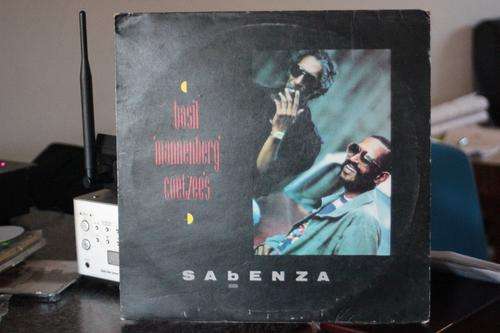 basil
'mannenberg'
coetzee's
SAbENZA